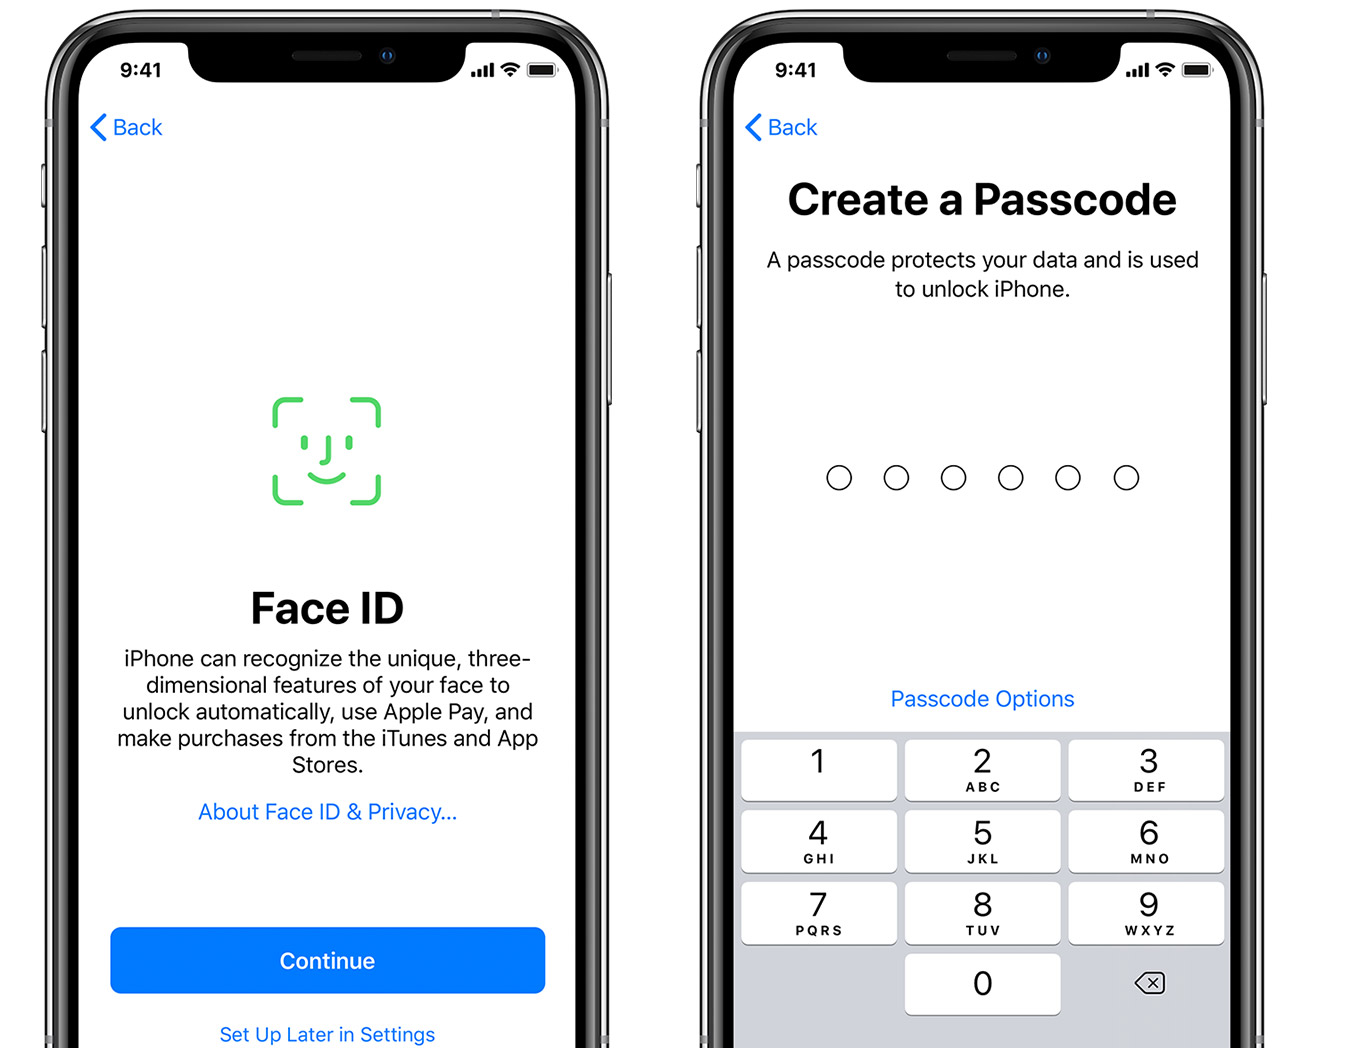 9:41
Back
Face ID
iPhone can recognize the unique, three-
dimensional features of your face to
unlock automatically, use Apple Pay, and
make purchases from the iTunes and App
Stores.
About Face ID & Privacy...
Continue
Set Up Later in Settings
9:41
Back
Create a Passcode
A passcode protects your data and is used
to unlock iPhone.
Passcode Options
1 2 3
ABC DEF
4 5 6
GHI JKL MNO
7 8 9
PQRS TUV WXYZ
0